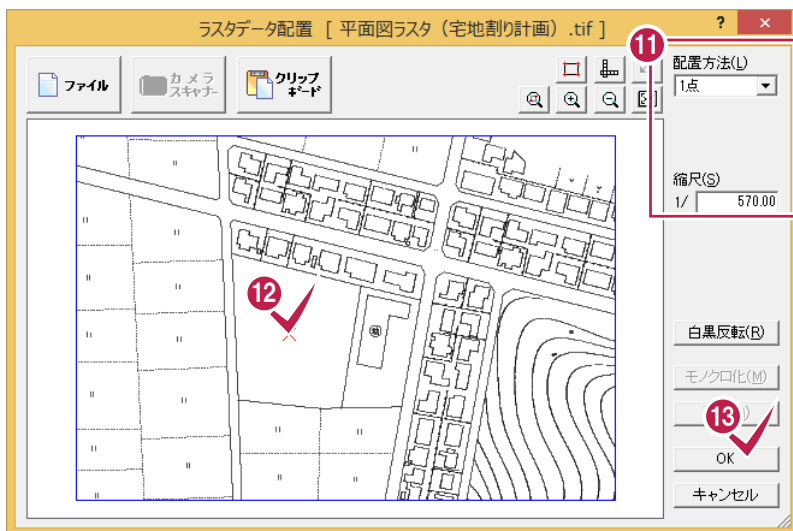 ラスタデータ配置 [ 平面図ラスタ（宅地割り計画）.tif ]
? ×
11
ファイル
カメラ
スキャナー
クリップ
ボード
配置方法(L)
1点
縮尺(S)
1/ 570.00
12
白黒反転(R)
モノクロ化(M)
13
OK
キャンセル